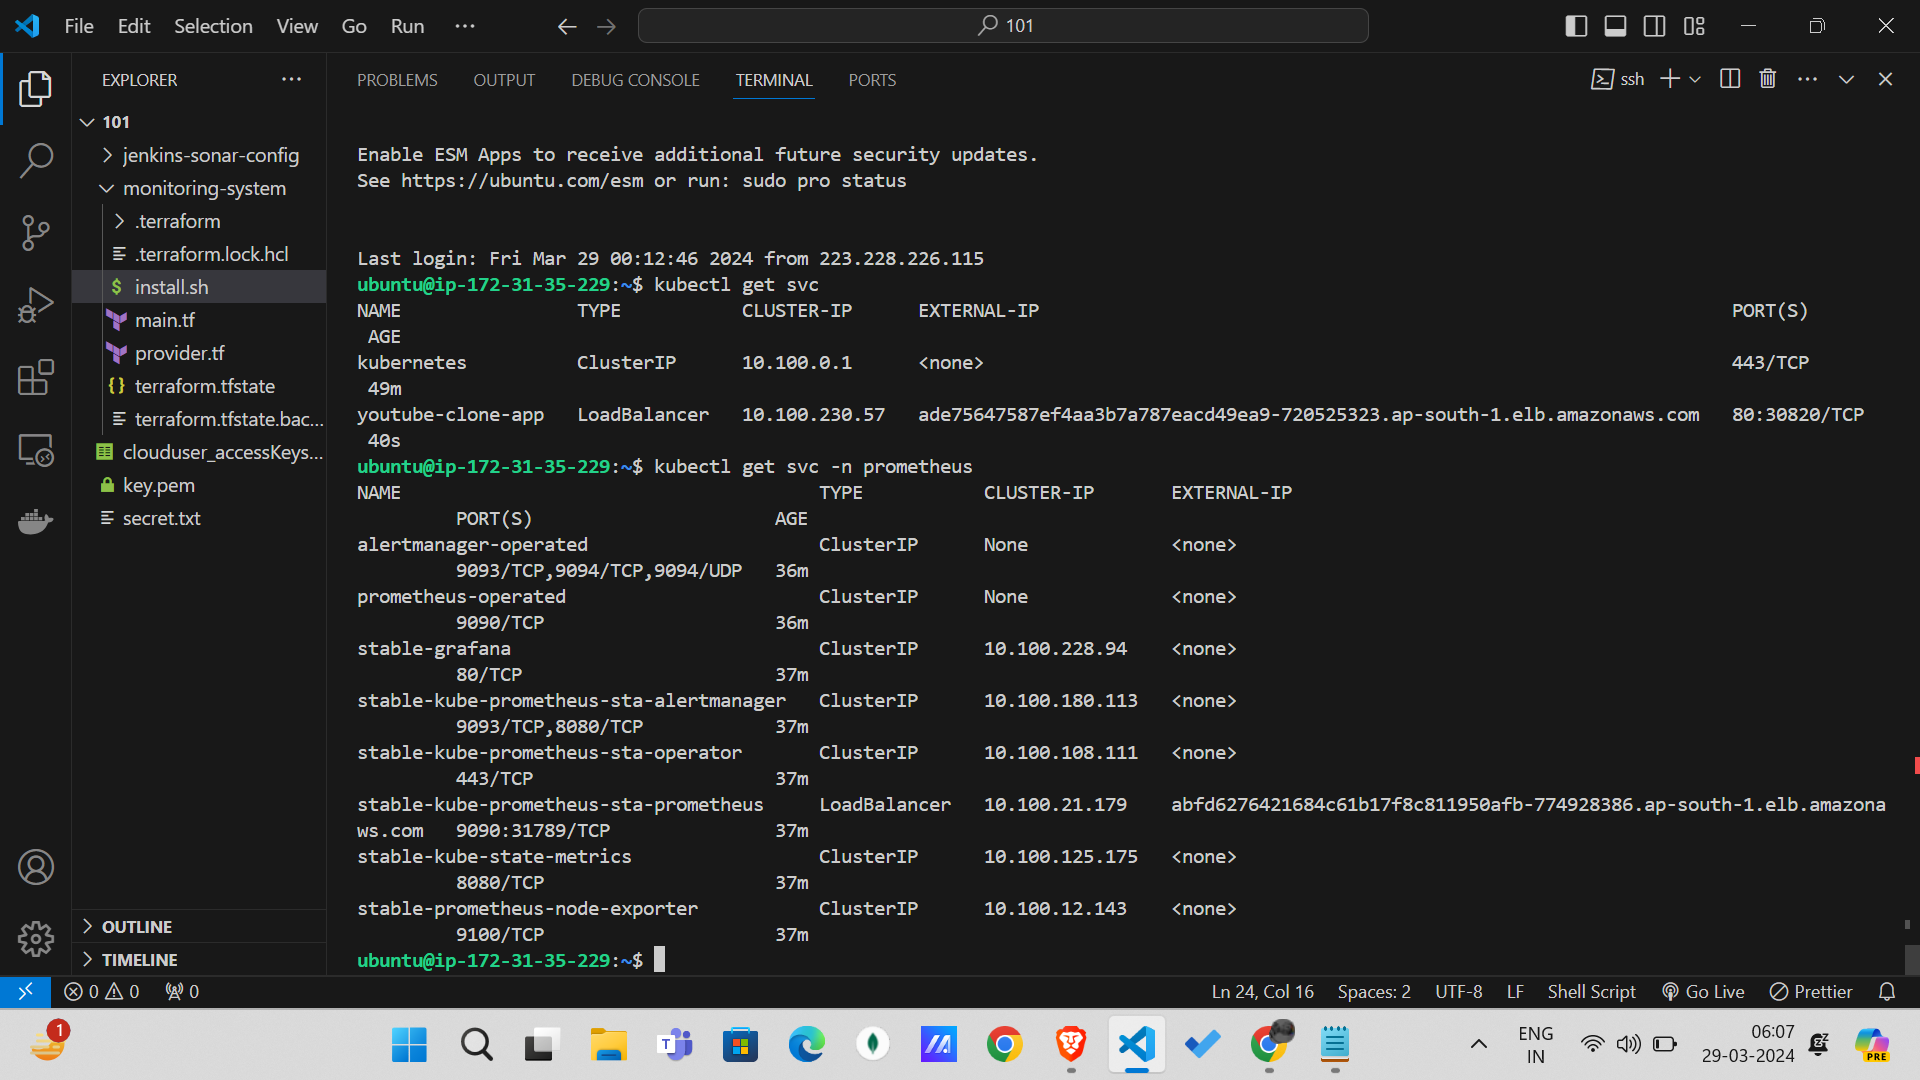 File Edit Selection View Go Run ··· 101
EXPLORER ···
101
jenkins-sonar-config
monitoring-system
.terraform
.terraform.lock.hcl
$ install.sh
main.tf
provider.tf
{} terraform.tfstate
terraform.tfstate.bac...
clouduser_accessKeys...
key.pem
secret.txt
OUTLINE
TIMELINE
PROBLEMS OUTPUT DEBUG CONSOLE TERMINAL PORTS ssh
Enable ESM Apps to receive additional future security updates.
See https://ubuntu.com/esm or run: sudo pro status
Last login: Fri Mar 29 00:12:46 2024 from 223.228.226.115
ubuntu@ip-172-31-35-229:~$ kubectl get svc
NAME TYPE CLUSTER-IP EXTERNAL-IP PORT(S)
AGE
kubernetes ClusterIP 10.100.0.1 <none> 443/TCP
49m
youtube-clone-app LoadBalancer 10.100.230.57 ade75647587ef4aa3b7a787eacd49ea9-720525323.ap-south-1.elb.amazonaws.com 80:30820/TCP
40s
ubuntu@ip-172-31-35-229:~$ kubectl get svc -n prometheus
NAME TYPE CLUSTER-IP EXTERNAL-IP
PORT(S) AGE
alertmanager-operated ClusterIP None <none>
9093/TCP,9094/TCP,9094/UDP 36m
prometheus-operated ClusterIP None <none>
9090/TCP 36m
stable-grafana ClusterIP 10.100.228.94 <none>
80/TCP 37m
stable-kube-prometheus-sta-alertmanager ClusterIP 10.100.180.113 <none>
9093/TCP,8080/TCP 37m
stable-kube-prometheus-sta-operator ClusterIP 10.100.108.111 <none>
443/TCP 37m
stable-kube-prometheus-sta-prometheus LoadBalancer 10.100.21.179 abfd6276421684c61b17f8c811950afb-774928386.ap-south-1.elb.amazona
ws.com 9090:31789/TCP 37m
stable-kube-state-metrics ClusterIP 10.100.125.175 <none>
8080/TCP 37m
stable-prometheus-node-exporter ClusterIP 10.100.12.143 <none>
9100/TCP 37m
ubuntu@ip-172-31-35-229:~$
0 0 0 Ln 24, Col 16 Spaces: 2 UTF-8 LF Shell Script Go Live Prettier
1 ENG 06:07
IN 29-03-2024
PRE